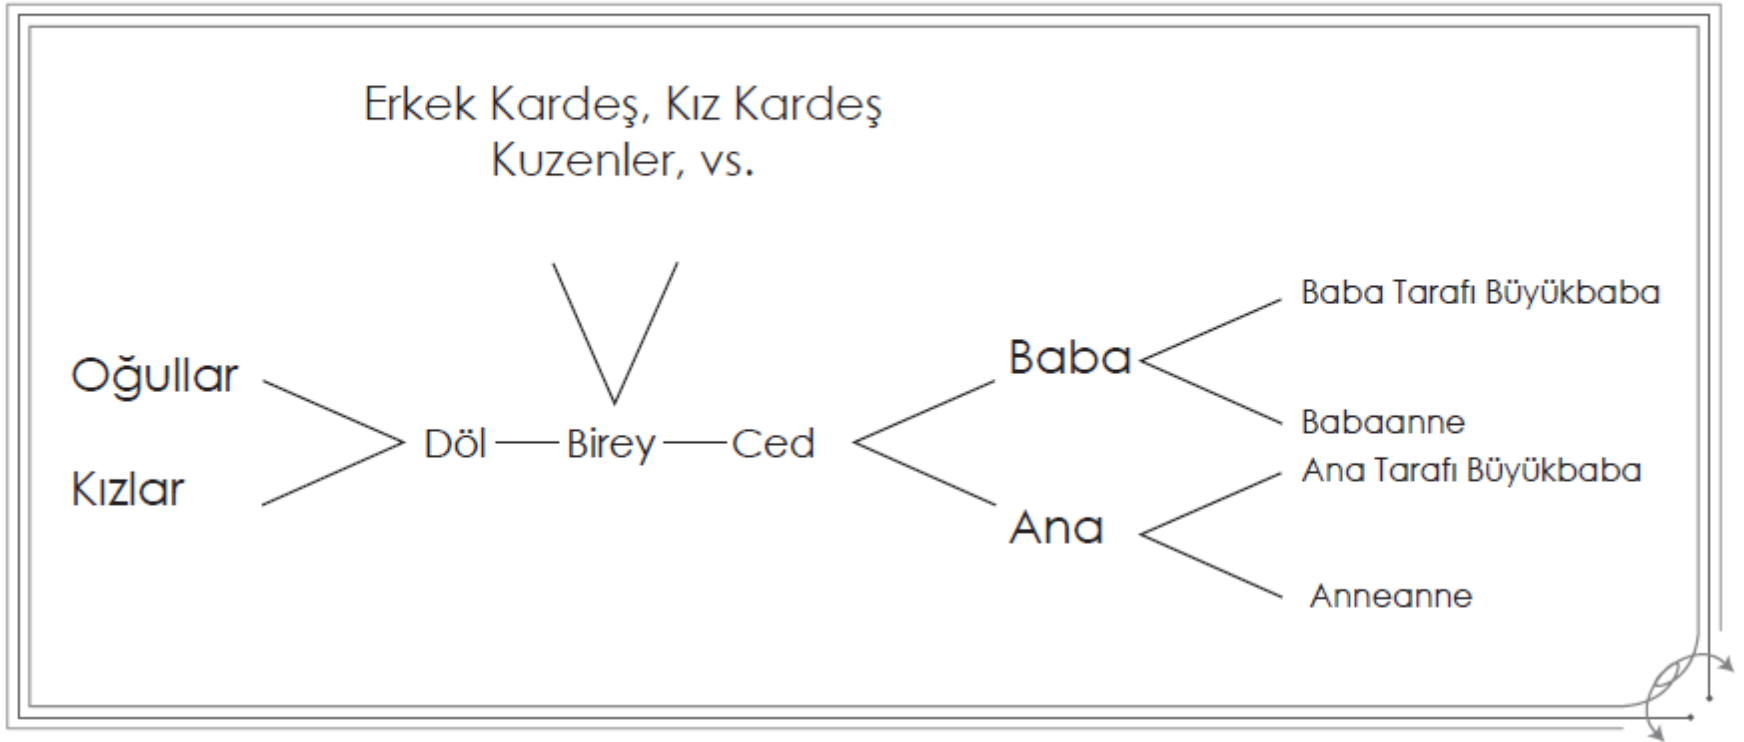 Erkek Kardeş, Kız Kardeş
Kuzenler, vs.
Oğullar
Kızlar
Döl
Birey
Ced
Baba
Ana
Baba Tarafı Büyükbaba
Babaanne
Ana Tarafı Büyükbaba
Anneanne